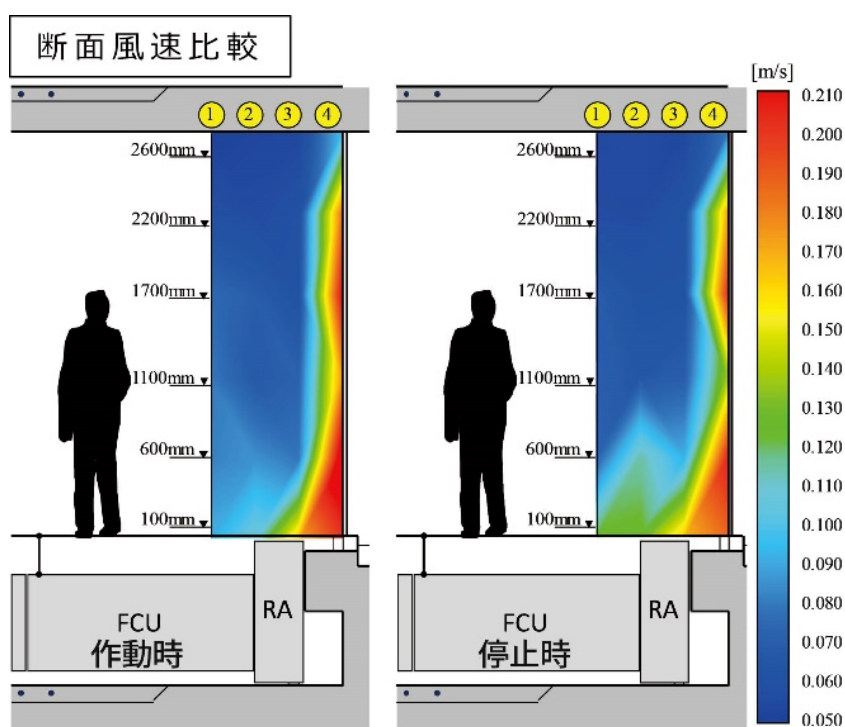 断面風速比較
[m/s]
① ② ③ ④
2600mm
2200mm
1700mm
1100mm
600mm
100mm
FCU
作動時
RA
① ② ③ ④
2600mm
2200mm
1700mm
1100mm
600mm
100mm
FCU
停止時
RA
0.210
0.200
0.190
0.180
0.170
0.160
0.150
0.140
0.130
0.120
0.110
0.100
0.090
0.080
0.070
0.060
0.050